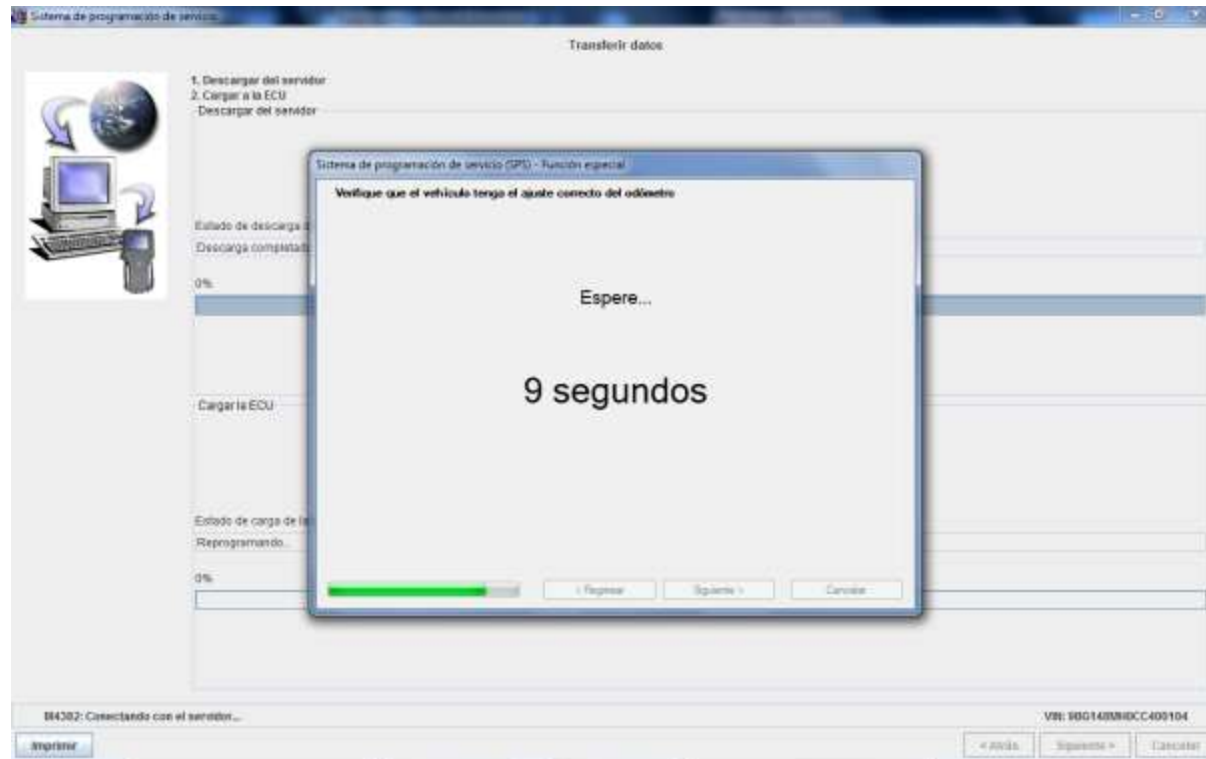 Sistema de programación de servicio
Transferir datos
1. Descargar del servidor
2. Cargar a la ECU
Descargar del servidor
Sistema de programación de servicio (SPS) - Función especial
Verifique que el vehículo tenga el ajuste correcto del odómetro
Estado de descarga
Descarga completada
0%
Espere...
9 segundos
Cargar la ECU
Estado de carga de la
Reprogramando...
0%
< Regresar
Siguiente >
Cancelar
Conectando con el servidor...
VIN:
Imprimir
< Atrás
Siguiente >
Cancelar